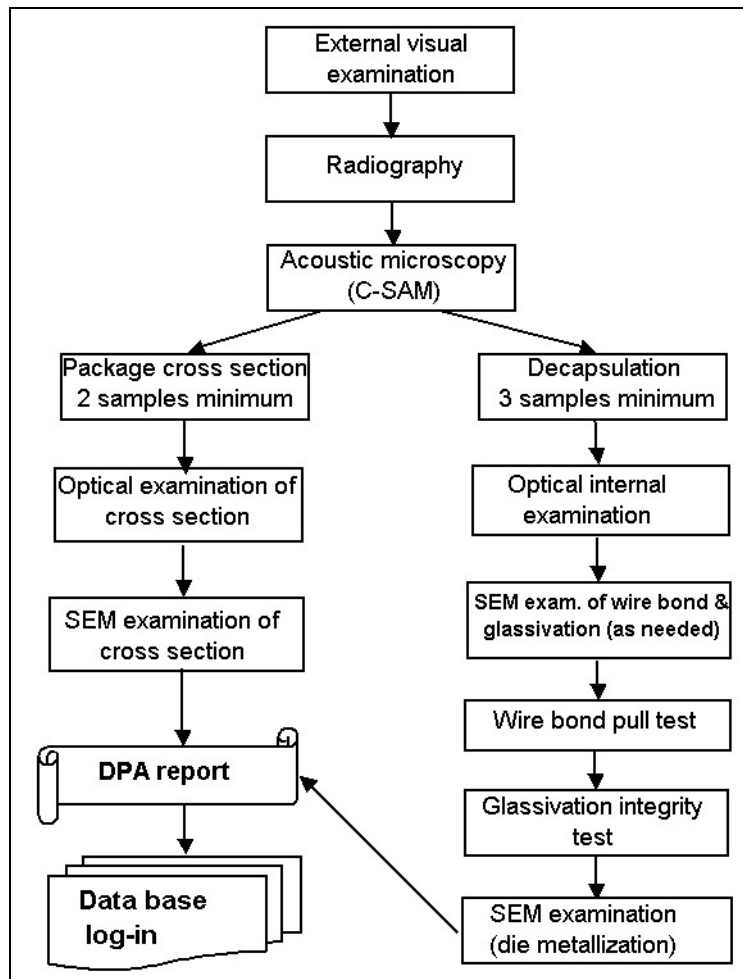 External visual
examination
Radiography
Acoustic microscopy
(C-SAM)
Package cross section
2 samples minimum
Optical examination of
cross section
SEM examination of
cross section
DPA report
Data base
log-in
Decapsulation
3 samples minimum
Optical internal
examination
SEM exam. of wire bond &
glassivation (as needed)
Wire bond pull test
Glassivation integrity
test
SEM examination
(die metallization)